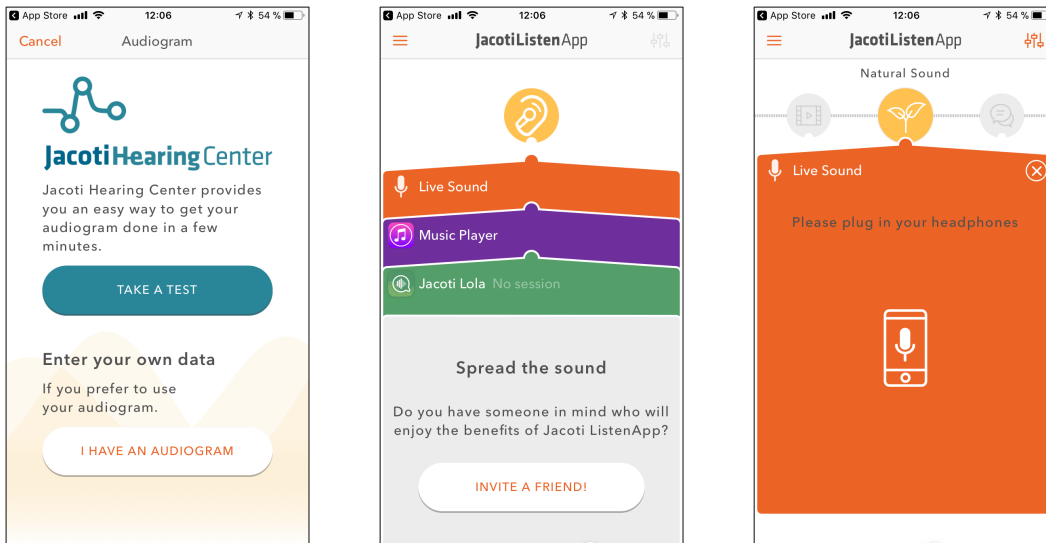 App Store 12:06 54 %
Cancel Audiogram
Jacoti Hearing Center
Jacoti Hearing Center provides
you an easy way to get your
audiogram done in a few
minutes.
TAKE A TEST
Enter your own data
If you prefer to use
your audiogram.
I HAVE AN AUDIOGRAM
App Store 12:06 54 %
JacotiListenApp
Live Sound
Music Player
Jacoti Lola No session
Spread the sound
Do you have someone in mind who will
enjoy the benefits of Jacoti ListenApp?
INVITE A FRIEND!
App Store 12:06 54 %
JacotiListenApp
Natural Sound
Live Sound
Please plug in your headphones